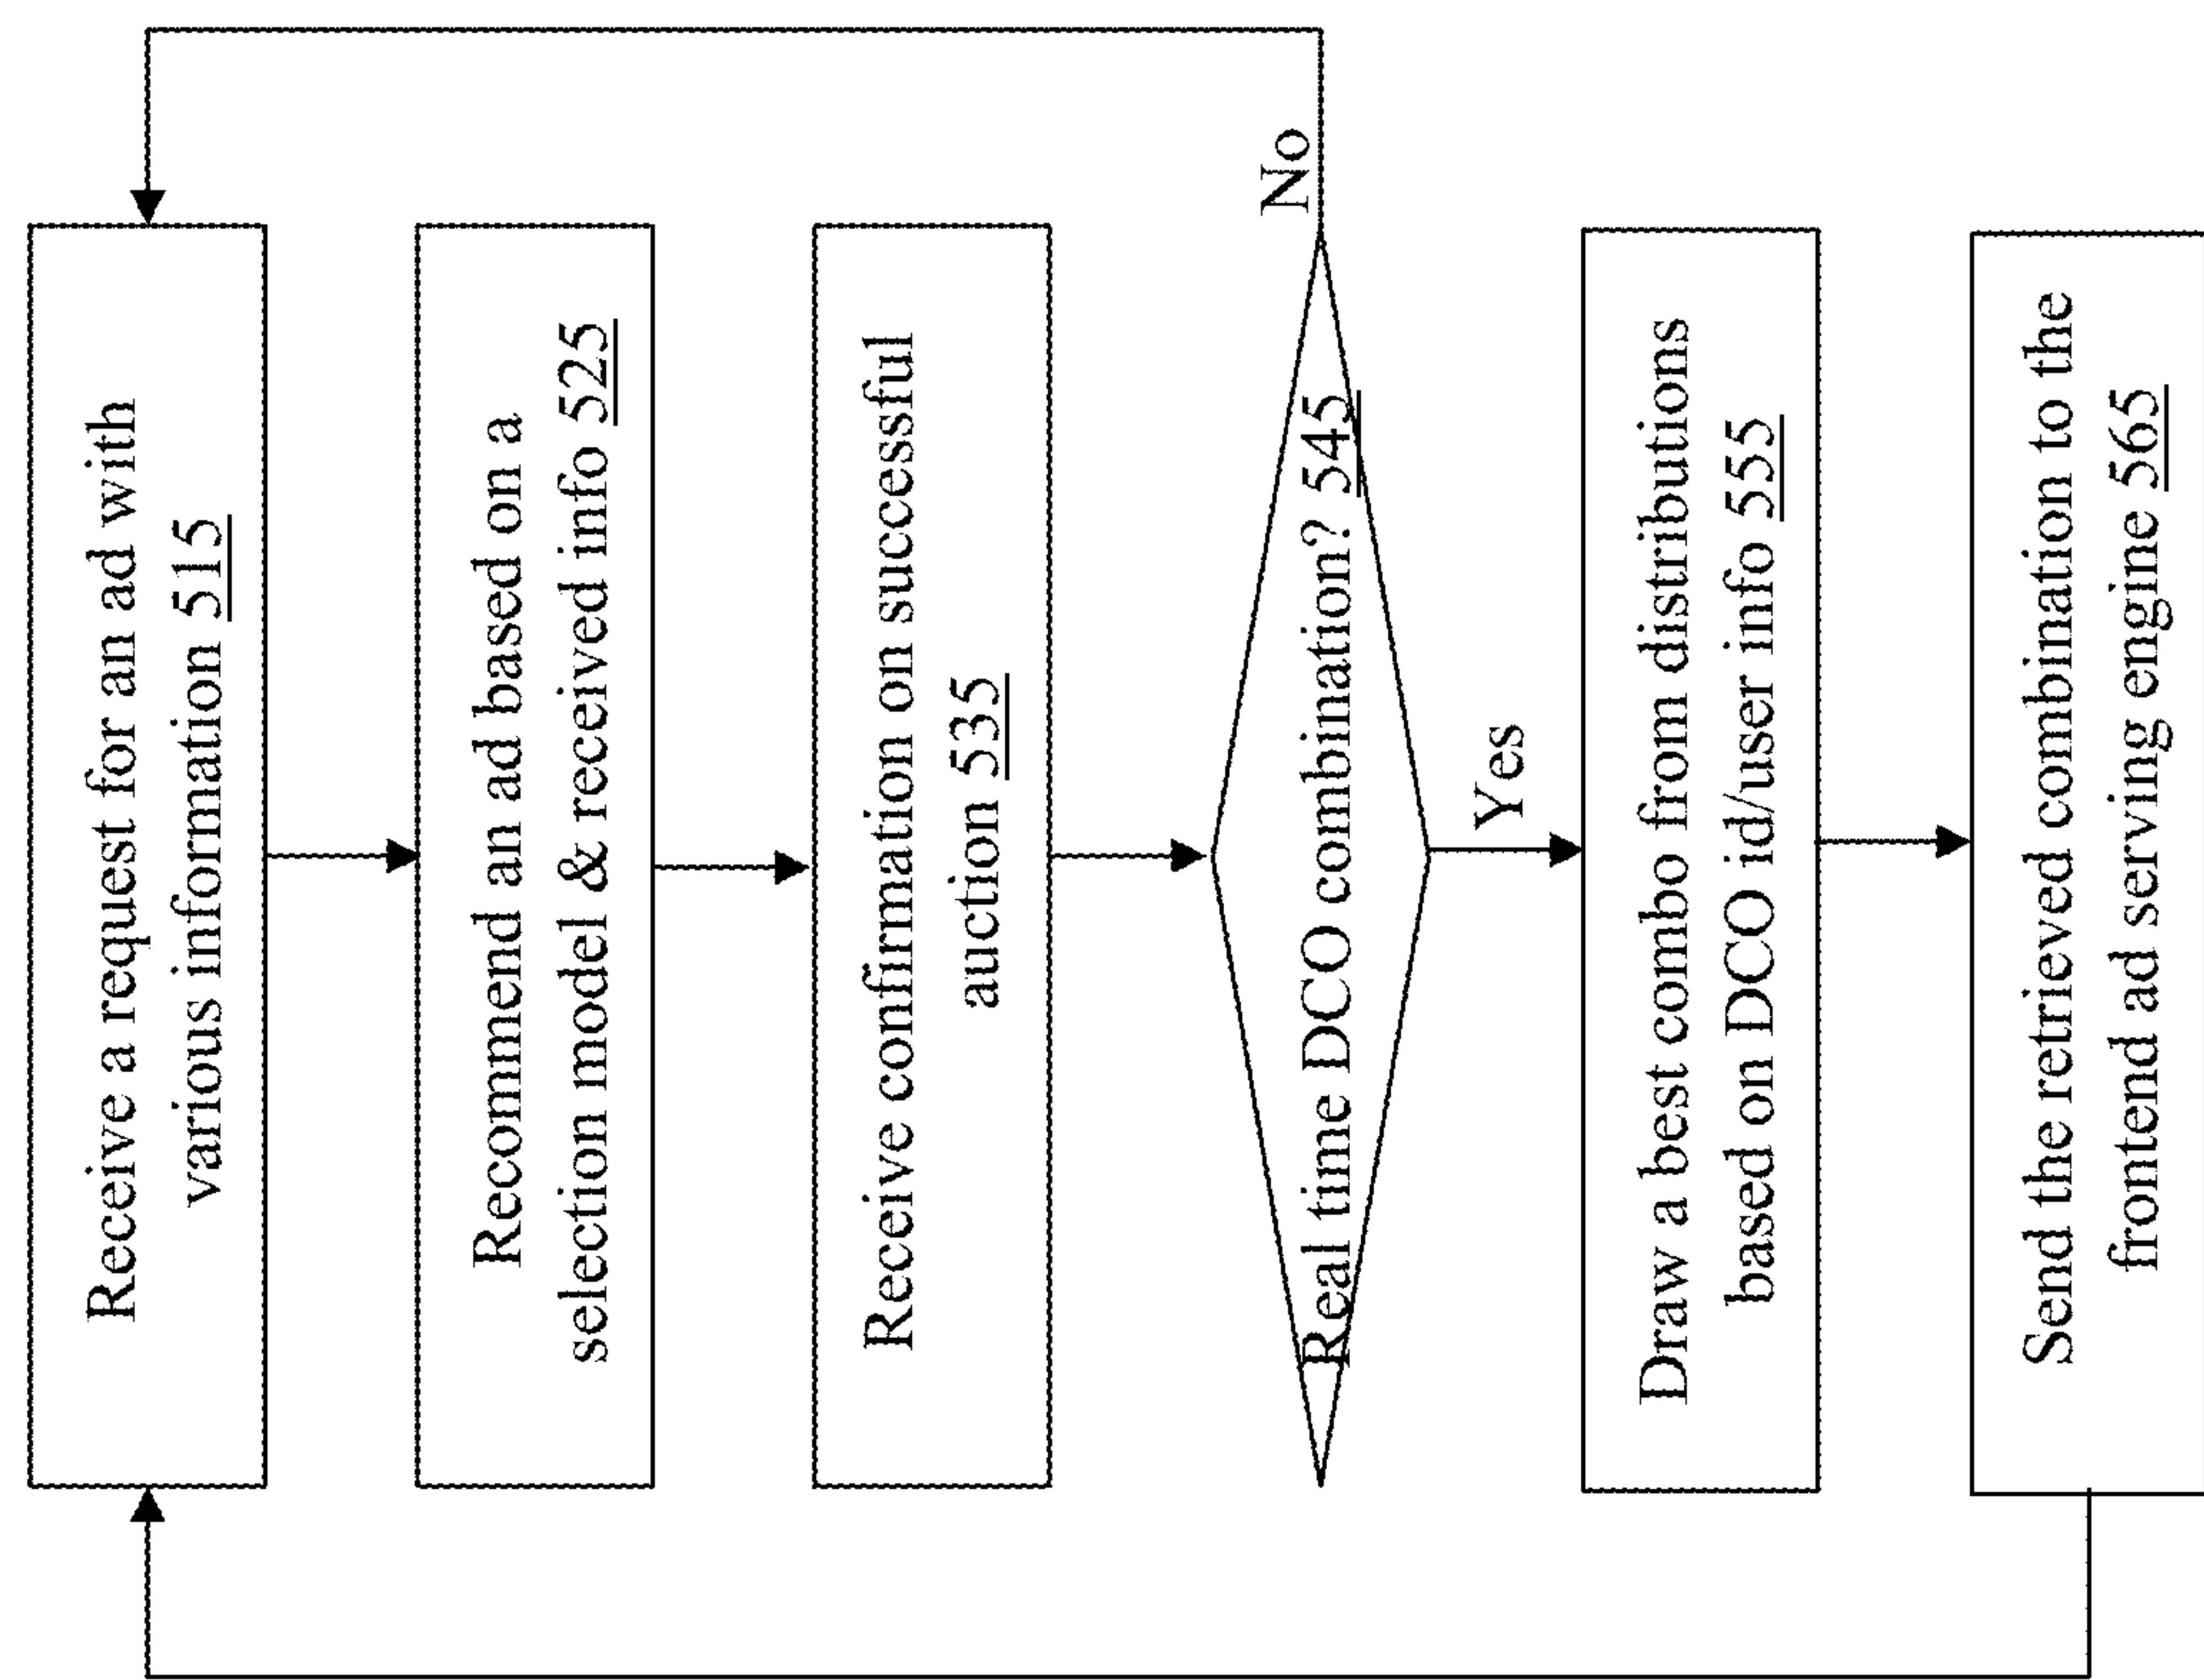 Receive a request for an ad with
various information 515
Recommend an ad based on a
selection model & received info 525
Receive confirmation on successful
auction 535
Real time DCO combination? 545
No
Yes
Draw a best combo from distributions
based on DCO id/user info 555
Send the retrieved combination to the
frontend ad serving engine 565